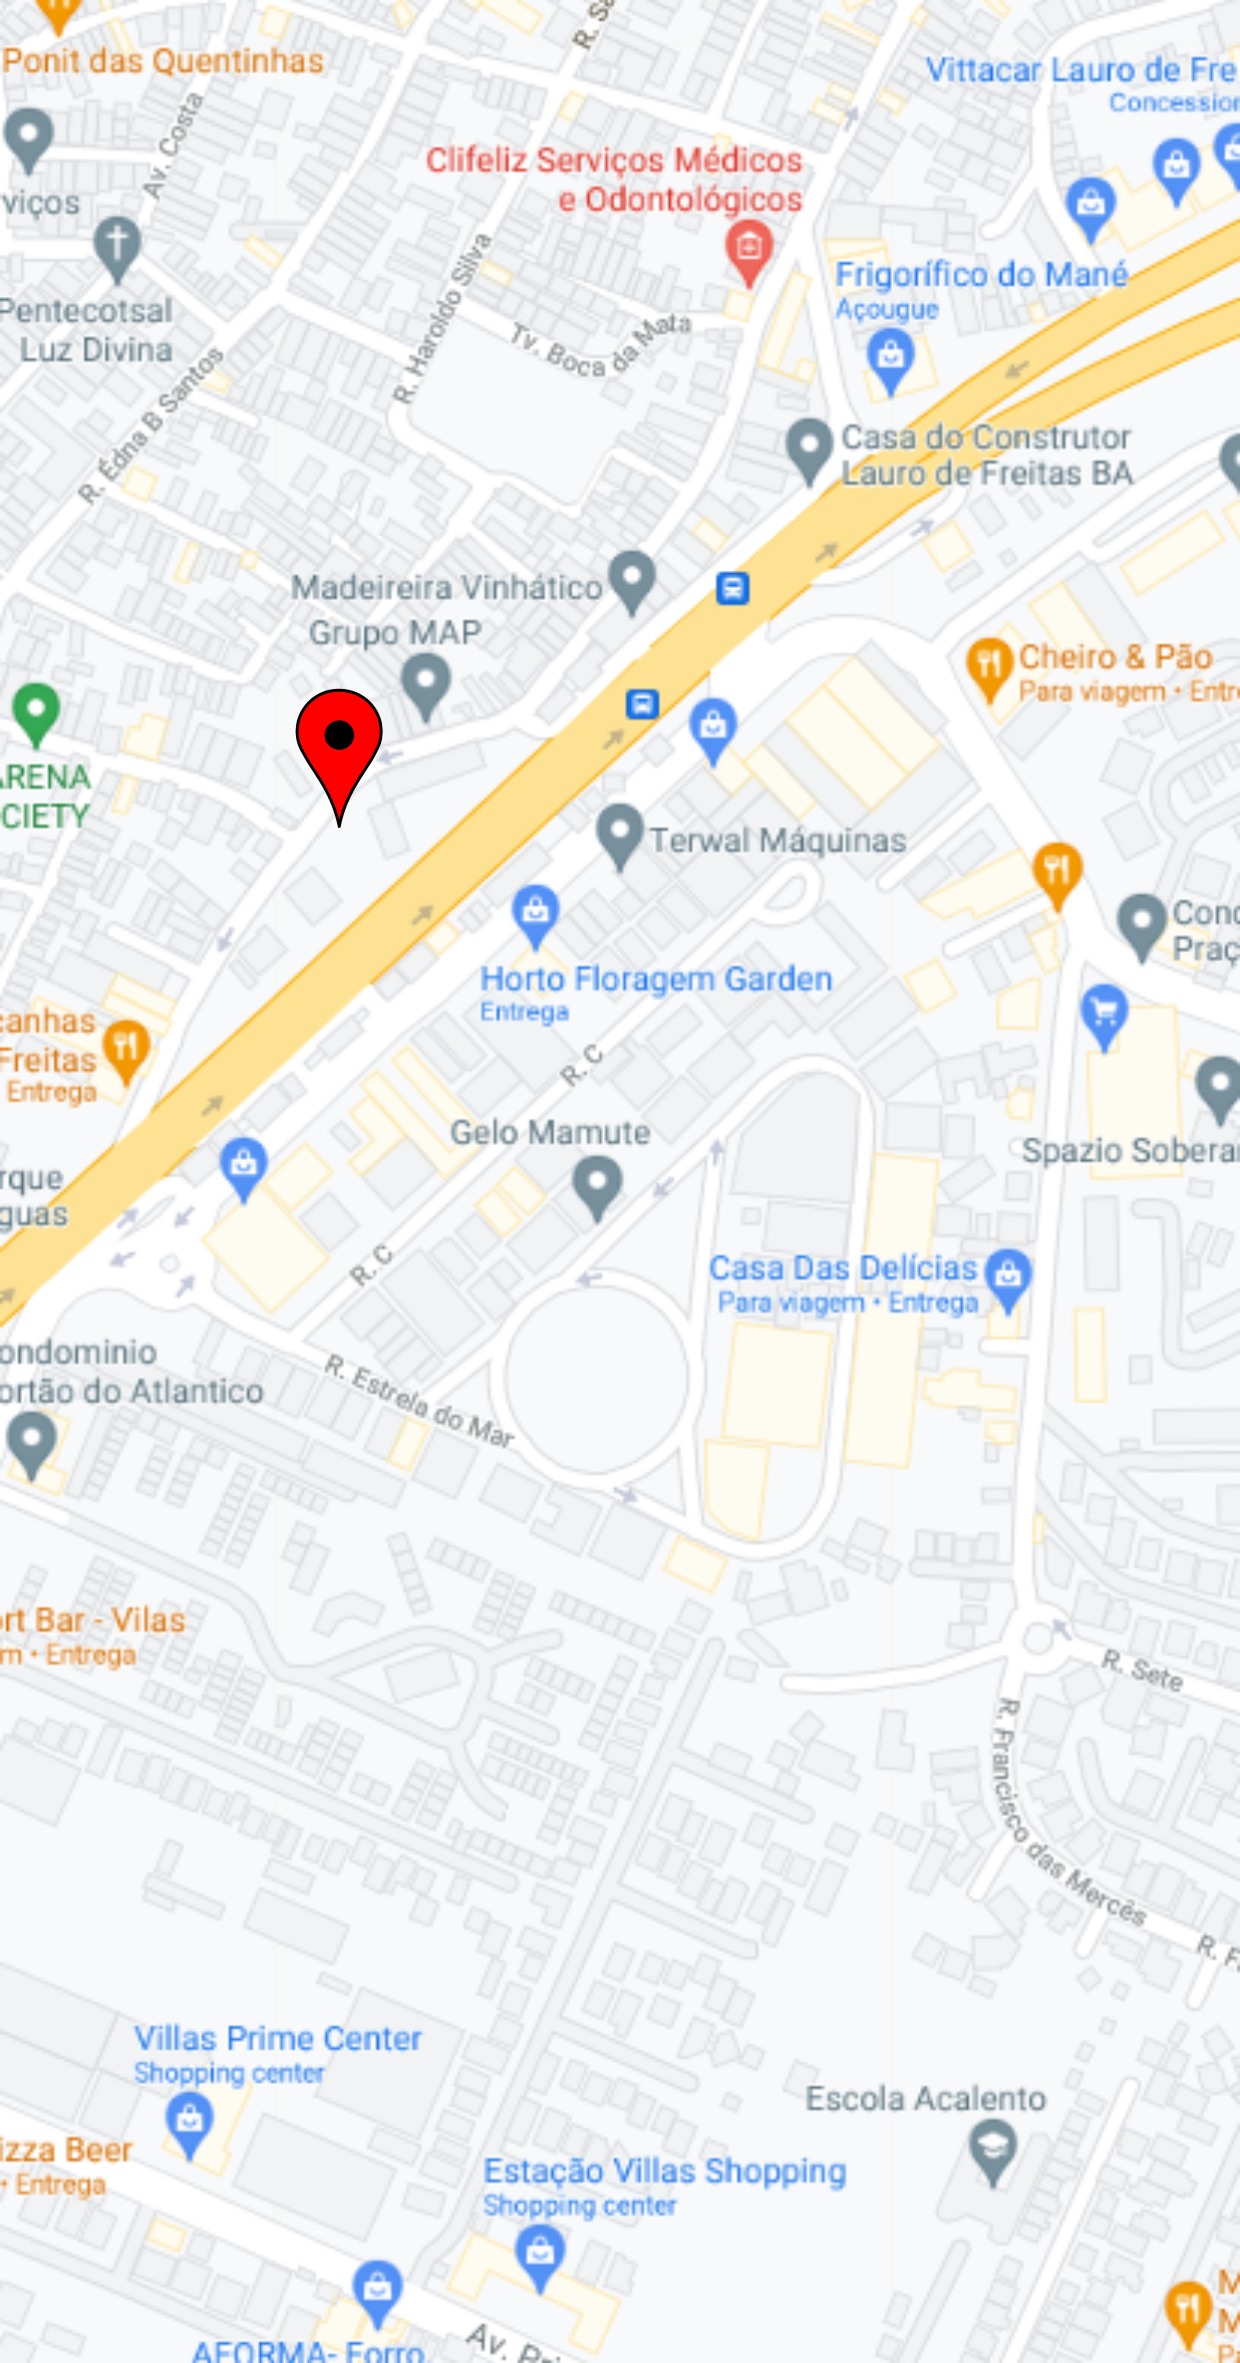 R. Se
Ponit das Quentinhas
Vittacar Lauro de Fre
Concession
Av. Costa
Clifeliz Serviços Médicos
e Odontológicos
viços
R. Haroldo Silva
Frigorífico do Mané
Açougue
Pentecotsal
Luz Divina
Tv. Boca da Mata
R. Edna B Santos
Casa do Construtor
Lauro de Freitas BA
Madeireira Vinhático
Grupo MAP
Cheiro & Pão
Para viagem • Entre
ARENA
CIETY
Terwal Máquinas
Conc
Praç
Horto Floragem Garden
Entrega
canhas
Freitas
Entrega
R. C
Gelo Mamute
Spazio Sobera
rque
guas
R. C
Casa Das Delícias
Para viagem • Entrega
ondominio
ortão do Atlantico
R. Estrela do Mar
ort Bar - Vilas
m • Entrega
R. Sete
R. Francisco das Mercês
R. F
Villas Prime Center
Shopping center
Escola Acalento
izza Beer
• Entrega
Estação Villas Shopping
Shopping center
M
M
Pa
AFORMA- Forro
Av. Pri